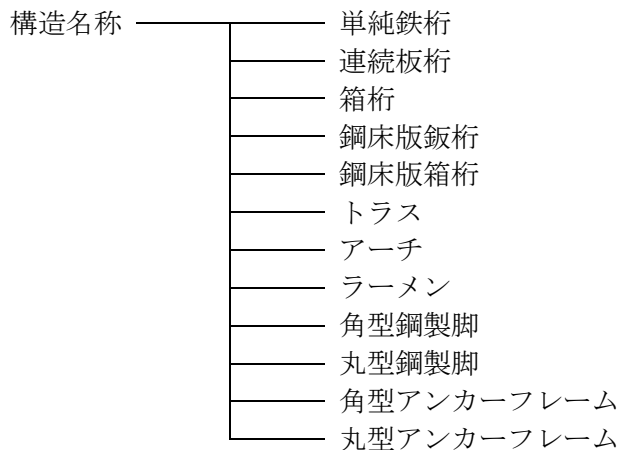 構造名称 単純鉄桁
連続板桁
箱桁
鋼床版鈑桁
鋼床版箱桁
トラス
アーチ
ラーメン
角型鋼製脚
丸型鋼製脚
角型アンカーフレーム
丸型アンカーフレーム